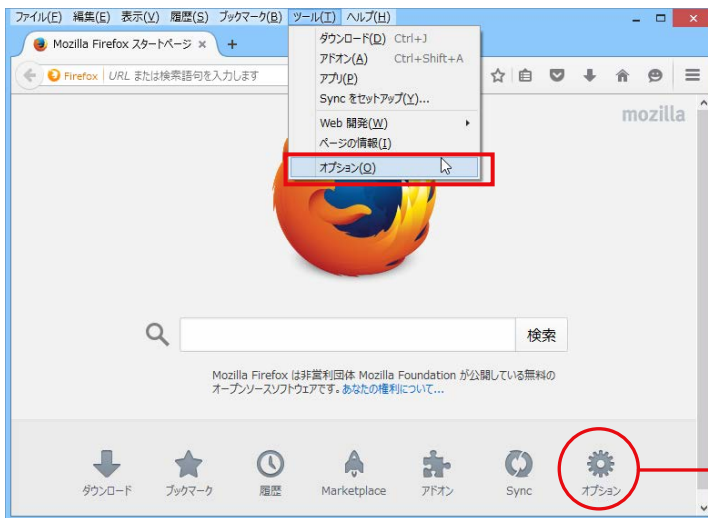 ファイル(F) 編集(E) 表示(V) 履歴(S) ブックマーク(B) ツール(T) ヘルプ(H)
Mozilla Firefox スタートページ × +
ダウンロード(D) Ctrl+J
アドオン(A) Ctrl+Shift+A
アプリ(P)
Sync をセットアップ(Y)...
Web 開発(W)
ページの情報(I)
オプション(O)
Firefox URL または検索語句を入力します
mozilla
検索
Mozilla Firefox は非営利団体 Mozilla Foundation が公開している無料の
オープンソースソフトウェアです。あなたの権利について...
ダウンロード ブックマーク 履歴 Marketplace アドオン Sync オプション